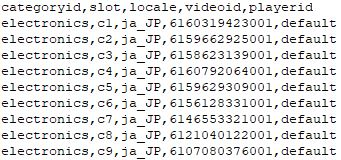 categoryid,slot,locale,videoid,playerid
electronics,c1,ja_JP,6160319423001,default
electronics,c2,ja_JP,6159662925001,default
electronics,c3,ja_JP,6158623139001,default
electronics,c4,ja_JP,6160792064001,default
electronics,c5,ja_JP,6159629309001,default
electronics,c6,ja_JP,6156128331001,default
electronics,c7,ja_JP,6146553321001,default
electronics,c8,ja_JP,6121040122001,default
electronics,c9,ja_JP,6107080376001,default